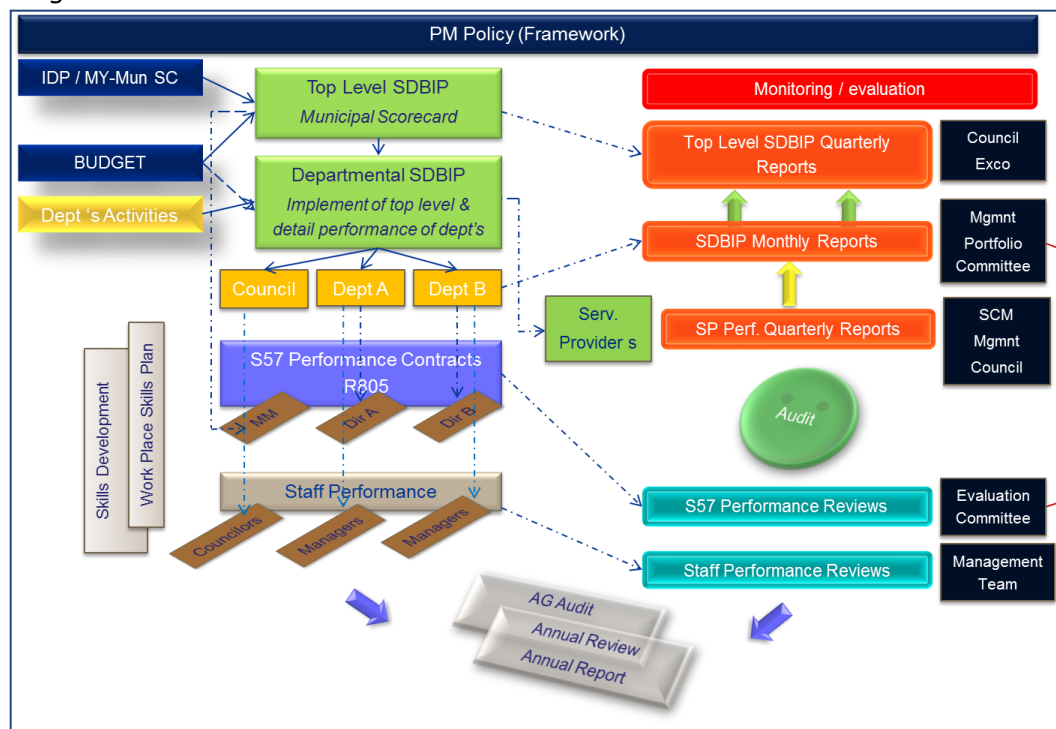 PM Policy (Framework)
IDP / MY-Mun SC
BUDGET
Dept ‘s Activities
Top Level SDBIP
Municipal Scorecard
Departmental SDBIP
Implement of top level &
detail performance of dept’s
Council
Dept A
Dept B
Serv.
Provider s
S57 Performance Contracts
R805
MM
Dir A
Dir B
Staff Performance
Councilors
Managers
Managers
Skills Development
Work Place Skills Plan
Monitoring / evaluation
Top Level SDBIP Quarterly
Reports
Council
Exco
SDBIP Monthly Reports
Mgmnt
Portfolio
Committee
SP Perf. Quarterly Reports
SCM
Mgmnt
Council
Audit
S57 Performance Reviews
Evaluation
Committee
Staff Performance Reviews
Management
Team
AG Audit
Annual Review
Annual Report